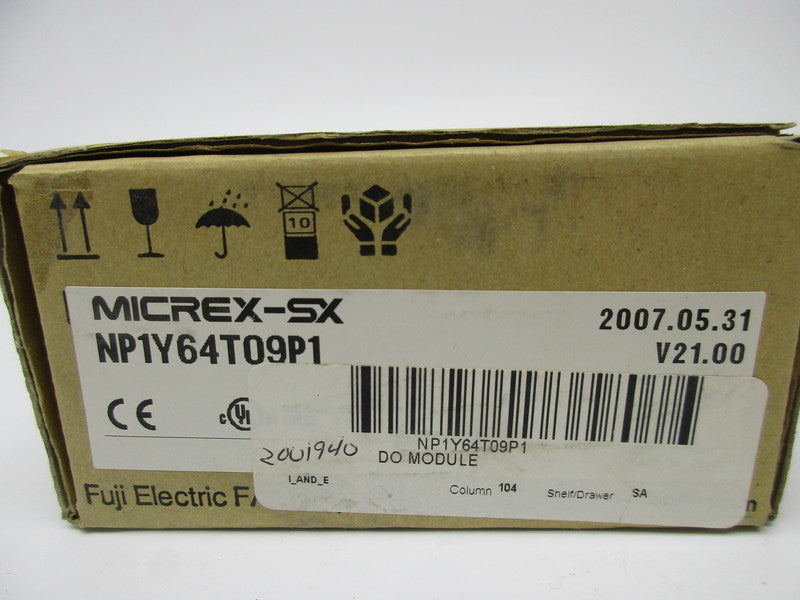 10
MICREX-SX
2007.05.31
NP1Y64T09P1
V21.00
CE
c UL
NP1Y64T09P1
2001940
DO MODULE
I_AND_E
Column 104 Shelf/Drawer SA
Fuji Electric FA